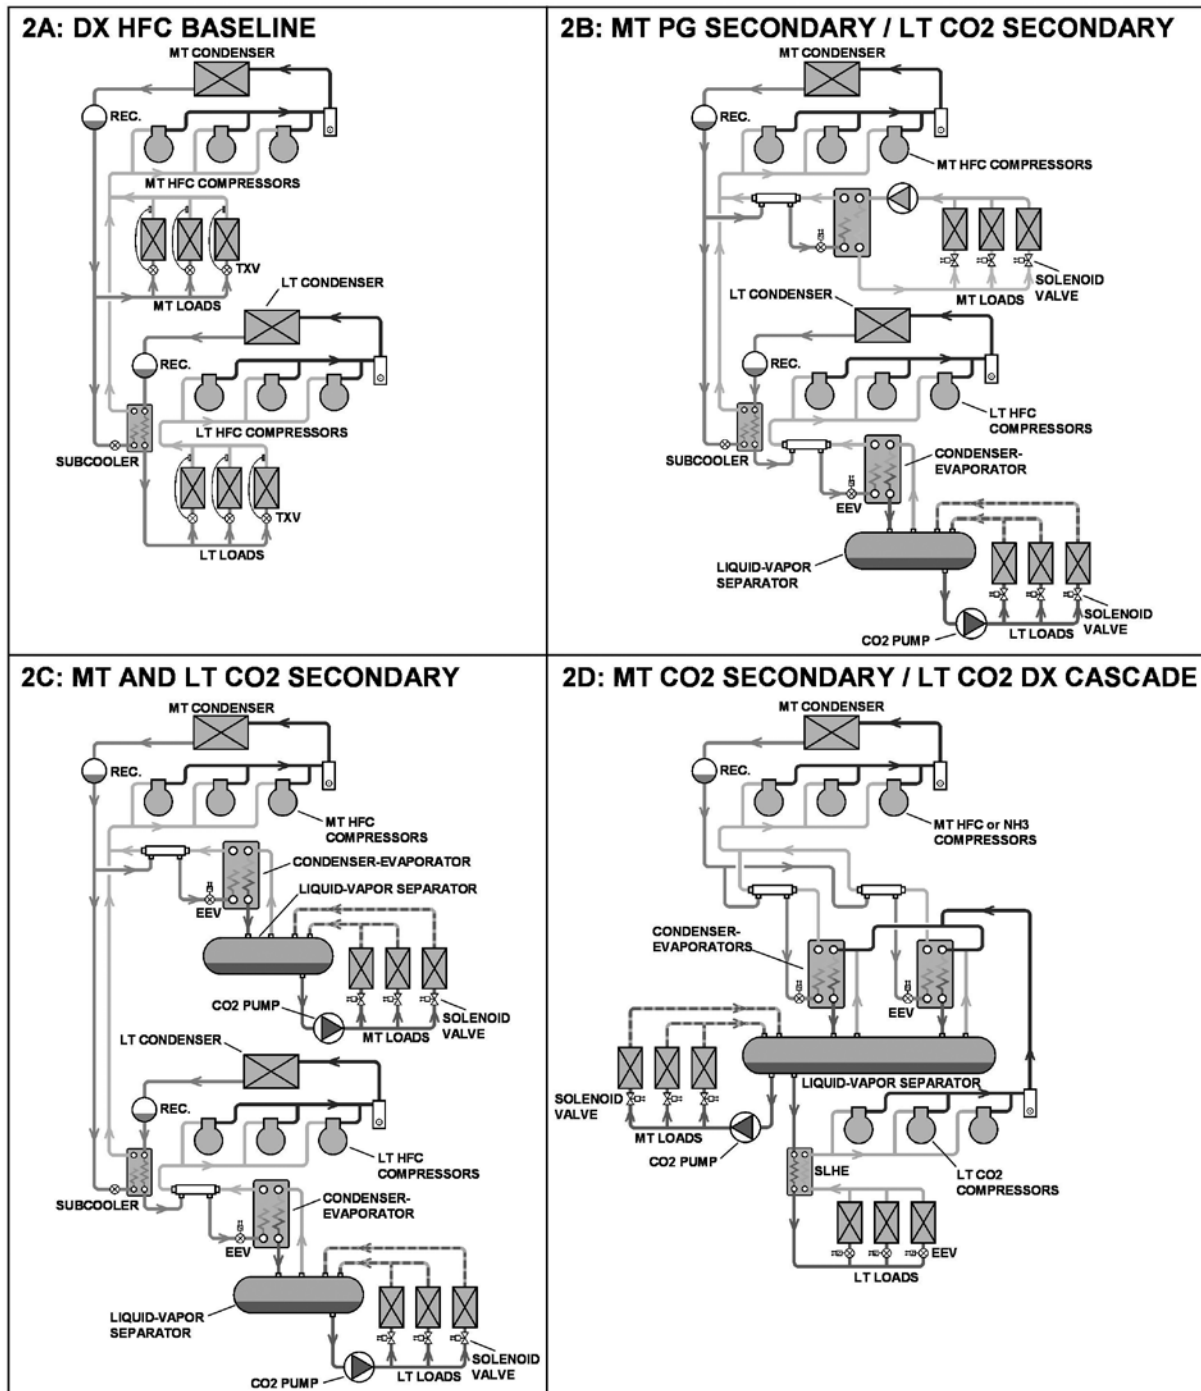 2A: DX HFC BASELINE
MT CONDENSER
REC.
MT HFC COMPRESSORS
TXV
MT LOADS
LT CONDENSER
REC.
LT HFC COMPRESSORS
SUBCOOLER
TXV
LT LOADS
2B: MT PG SECONDARY / LT CO2 SECONDARY
MT CONDENSER
REC.
MT HFC COMPRESSORS
SOLENOID
VALVE
MT LOADS
LT CONDENSER
REC.
LT HFC
COMPRESSORS
SUBCOOLER
CONDENSER-
EVAPORATOR
EEV
LIQUID-VAPOR
SEPARATOR
SOLENOID
VALVE
CO2 PUMP
LT LOADS
2C: MT AND LT CO2 SECONDARY
MT CONDENSER
REC.
MT HFC
COMPRESSORS
CONDENSER-EVAPORATOR
LIQUID-VAPOR SEPARATOR
EEV
CO2 PUMP
SOLENOID
VALVE
MT LOADS
LT CONDENSER
REC.
LT HFC
COMPRESSORS
SUBCOOLER
CONDENSER-
EVAPORATOR
EEV
LIQUID-VAPOR
SEPARATOR
SOLENOID
VALVE
CO2 PUMP
LT LOADS
2D: MT CO2 SECONDARY / LT CO2 DX CASCADE
MT CONDENSER
REC.
MT HFC or NH3
COMPRESSORS
CONDENSER-
EVAPORATORS
EEV
LIQUID-VAPOR SEPARATOR
SOLENOID
VALVE
MT LOADS
CO2 PUMP
SLHE
LT CO2
COMPRESSORS
EEV
LT LOADS